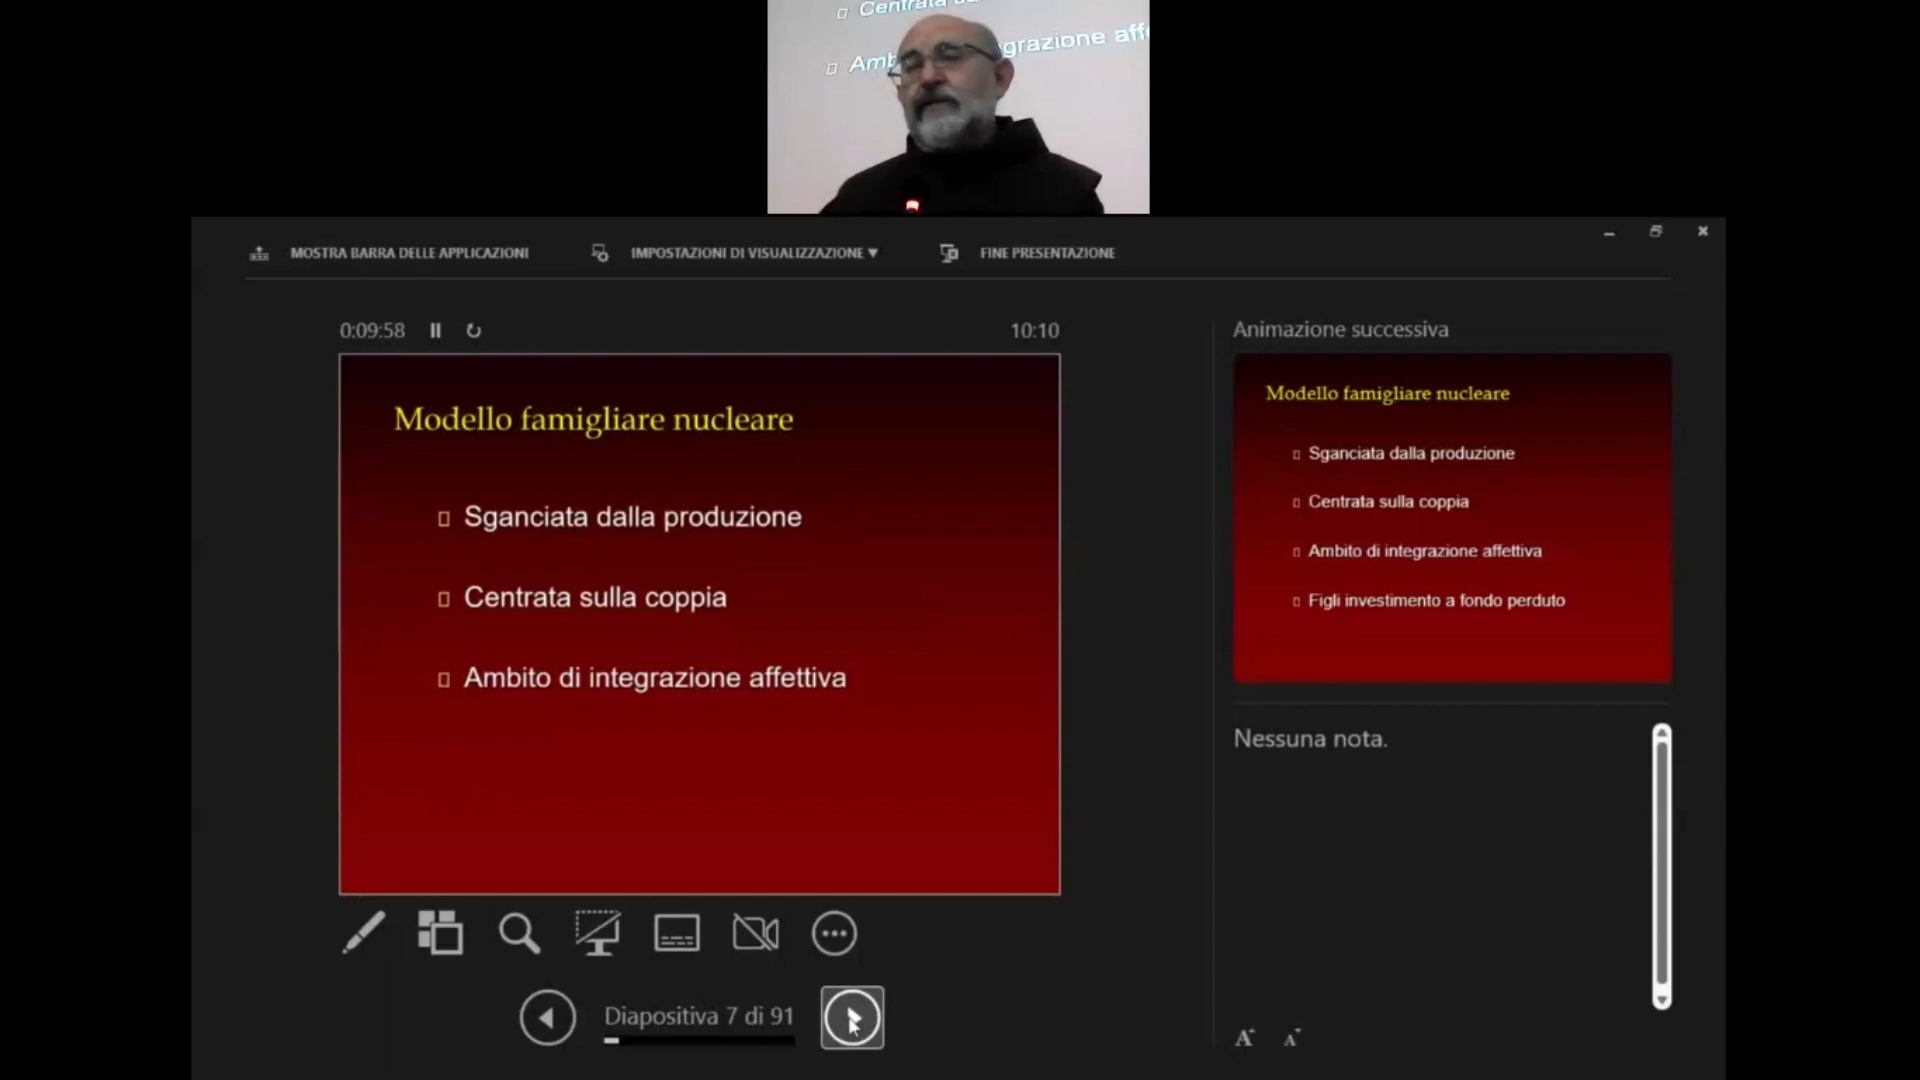 Centrata su
Amb grazione aff
MOSTRA BARRA DELLE APPLICAZIONI
IMPOSTAZIONI DI VISUALIZZAZIONE ▼
FINE PRESENTAZIONE
0:09:58
10:10
Modello famigliare nucleare
Sganciata dalla produzione
Centrata sulla coppia
Ambito di integrazione affettiva
Diapositiva 7 di 91
Animazione successiva
Modello famigliare nucleare
Sganciata dalla produzione
Centrata sulla coppia
Ambito di integrazione affettiva
Figli investimento a fondo perduto
Nessuna nota.
A A